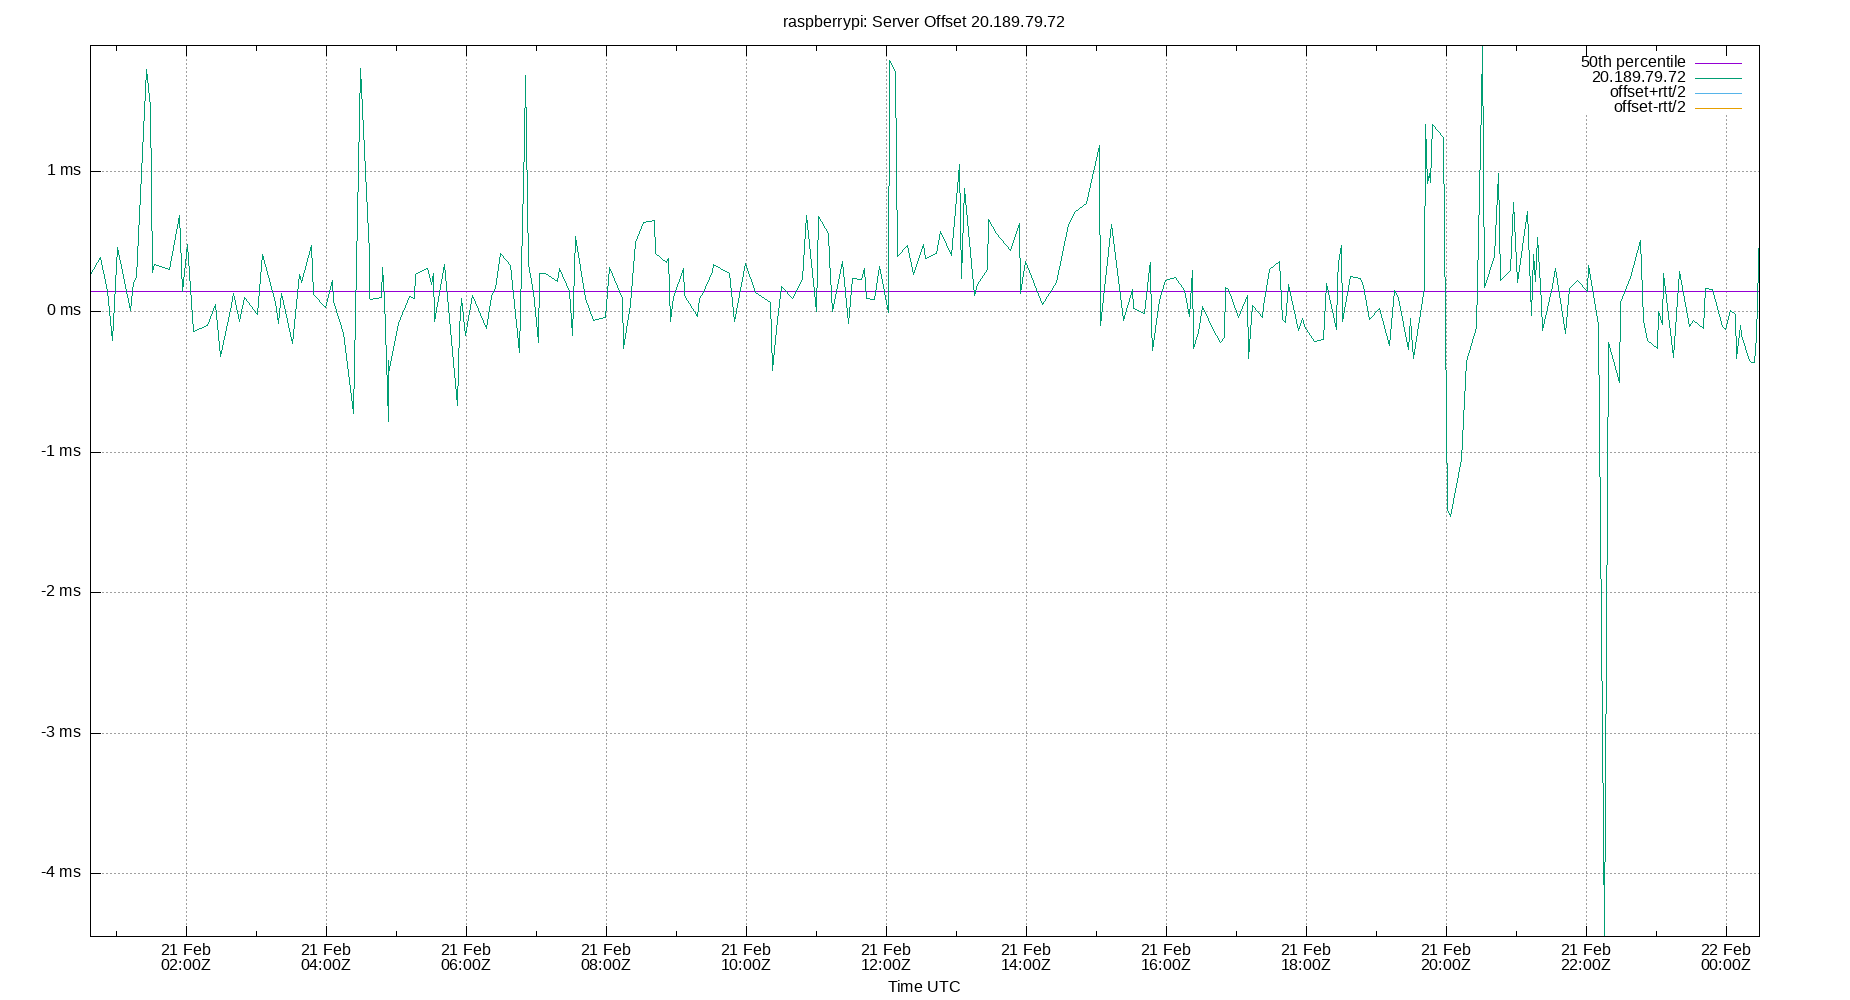 raspberrypi: Server Offset 20.189.79.72
50th percentile
20.189.79.72
offset+rtt/2
offset-rtt/2
1 ms
0 ms
-1 ms
-2 ms
-3 ms
-4 ms
21 Feb 21 Feb 21 Feb 21 Feb 21 Feb 21 Feb 21 Feb 21 Feb 21 Feb 21 Feb 21 Feb 22 Feb
02:00Z 04:00Z 06:00Z 08:00Z 10:00Z 12:00Z 14:00Z 16:00Z 18:00Z 20:00Z 22:00Z 00:00Z
Time UTC